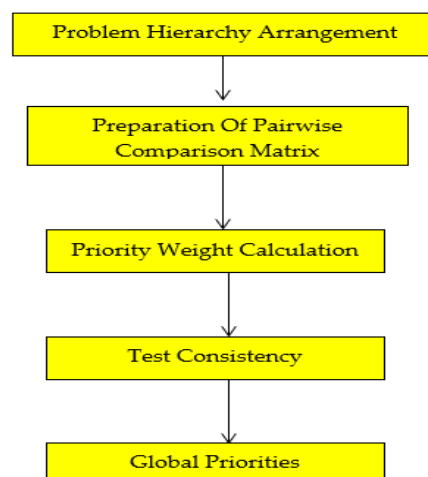 Problem Hierarchy Arrangement
Preparation Of Pairwise
Comparison Matrix
Priority Weight Calculation
Test Consistency
Global Priorities